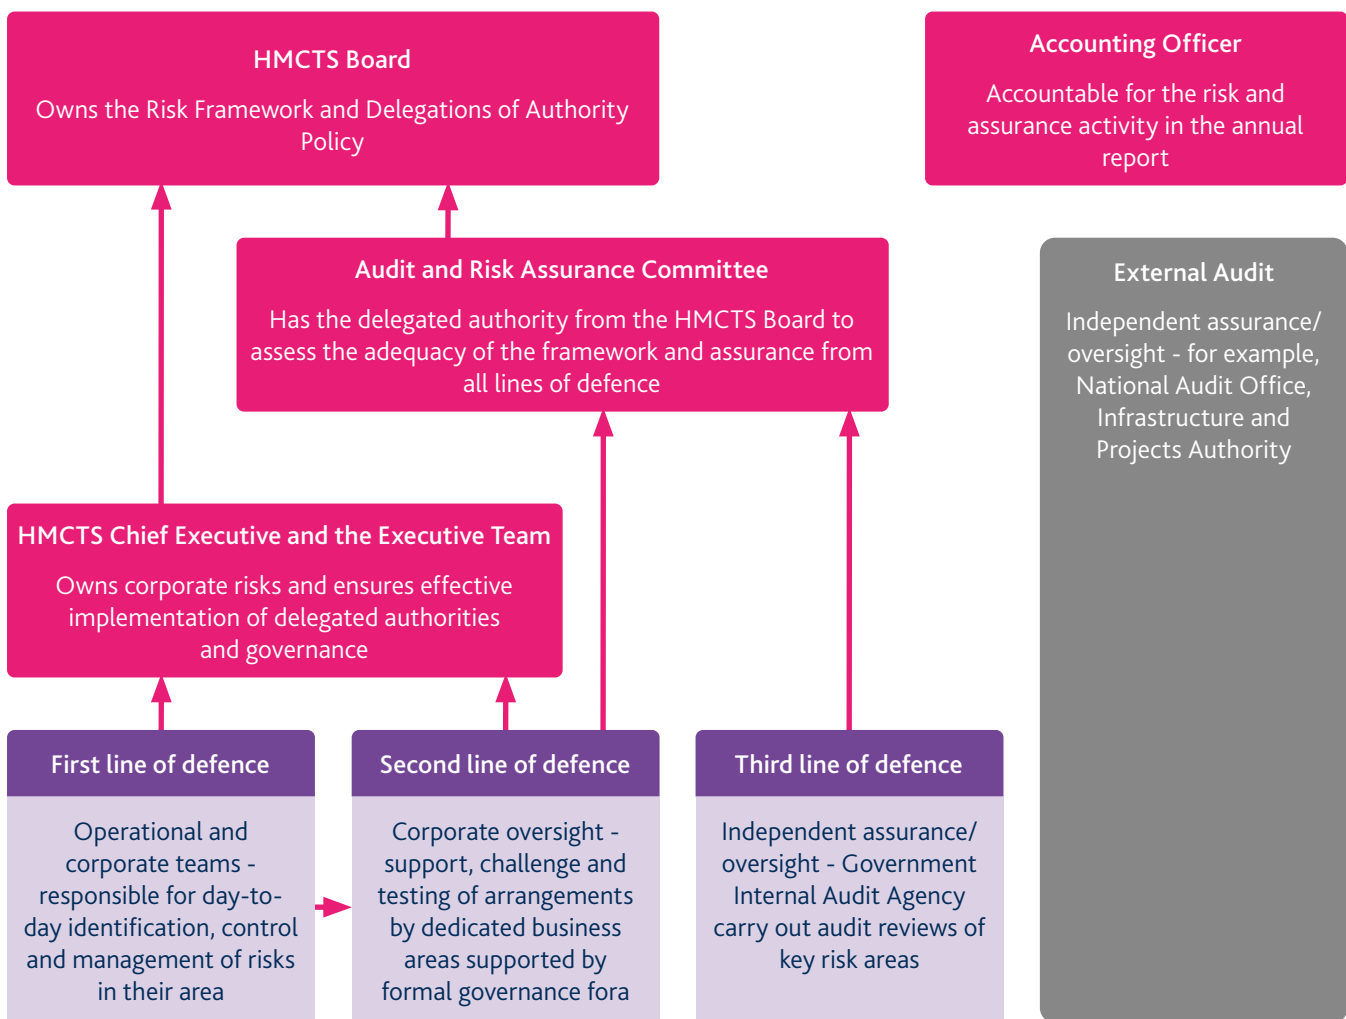 HMCTS Board
Owns the Risk Framework and Delegations of Authority
Policy
Accounting Officer
Accountable for the risk and
assurance activity in the annual
report
Audit and Risk Assurance Committee
Has the delegated authority from the HMCTS Board to
assess the adequacy of the framework and assurance from
all lines of defence
External Audit
Independent assurance/
oversight - for example,
National Audit Office,
Infrastructure and
Projects Authority
HMCTS Chief Executive and the Executive Team
Owns corporate risks and ensures effective
implementation of delegated authorities
and governance
First line of defence
Operational and
corporate teams -
responsible for day-to-
day identification, control
and management of risks
in their area
Second line of defence
Corporate oversight -
support, challenge and
testing of arrangements
by dedicated business
areas supported by
formal governance fora
Third line of defence
Independent assurance/
oversight - Government
Internal Audit Agency
carry out audit reviews of
key risk areas